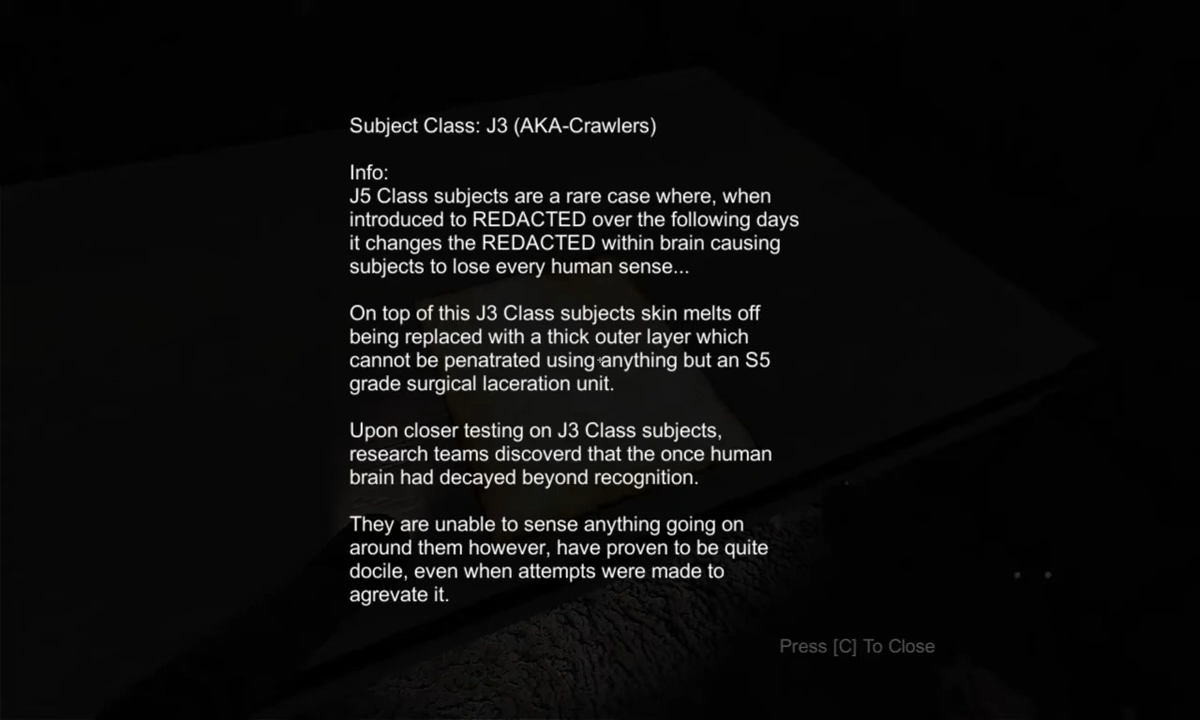 Subject Class: J3 (AKA-Crawlers)
Info:
J5 Class subjects are a rare case where, when
introduced to REDACTED over the following days
it changes the REDACTED within brain causing
subjects to lose every human sense...
On top of this J3 Class subjects skin melts off
being replaced with a thick outer layer which
cannot be penatrated using anything but an S5
grade surgical laceration unit.
Upon closer testing on J3 Class subjects,
research teams discoverd that the once human
brain had decayed beyond recognition.
They are unable to sense anything going on
around them however, have proven to be quite
docile, even when attempts were made to
agrevate it.
Press [C] To Close